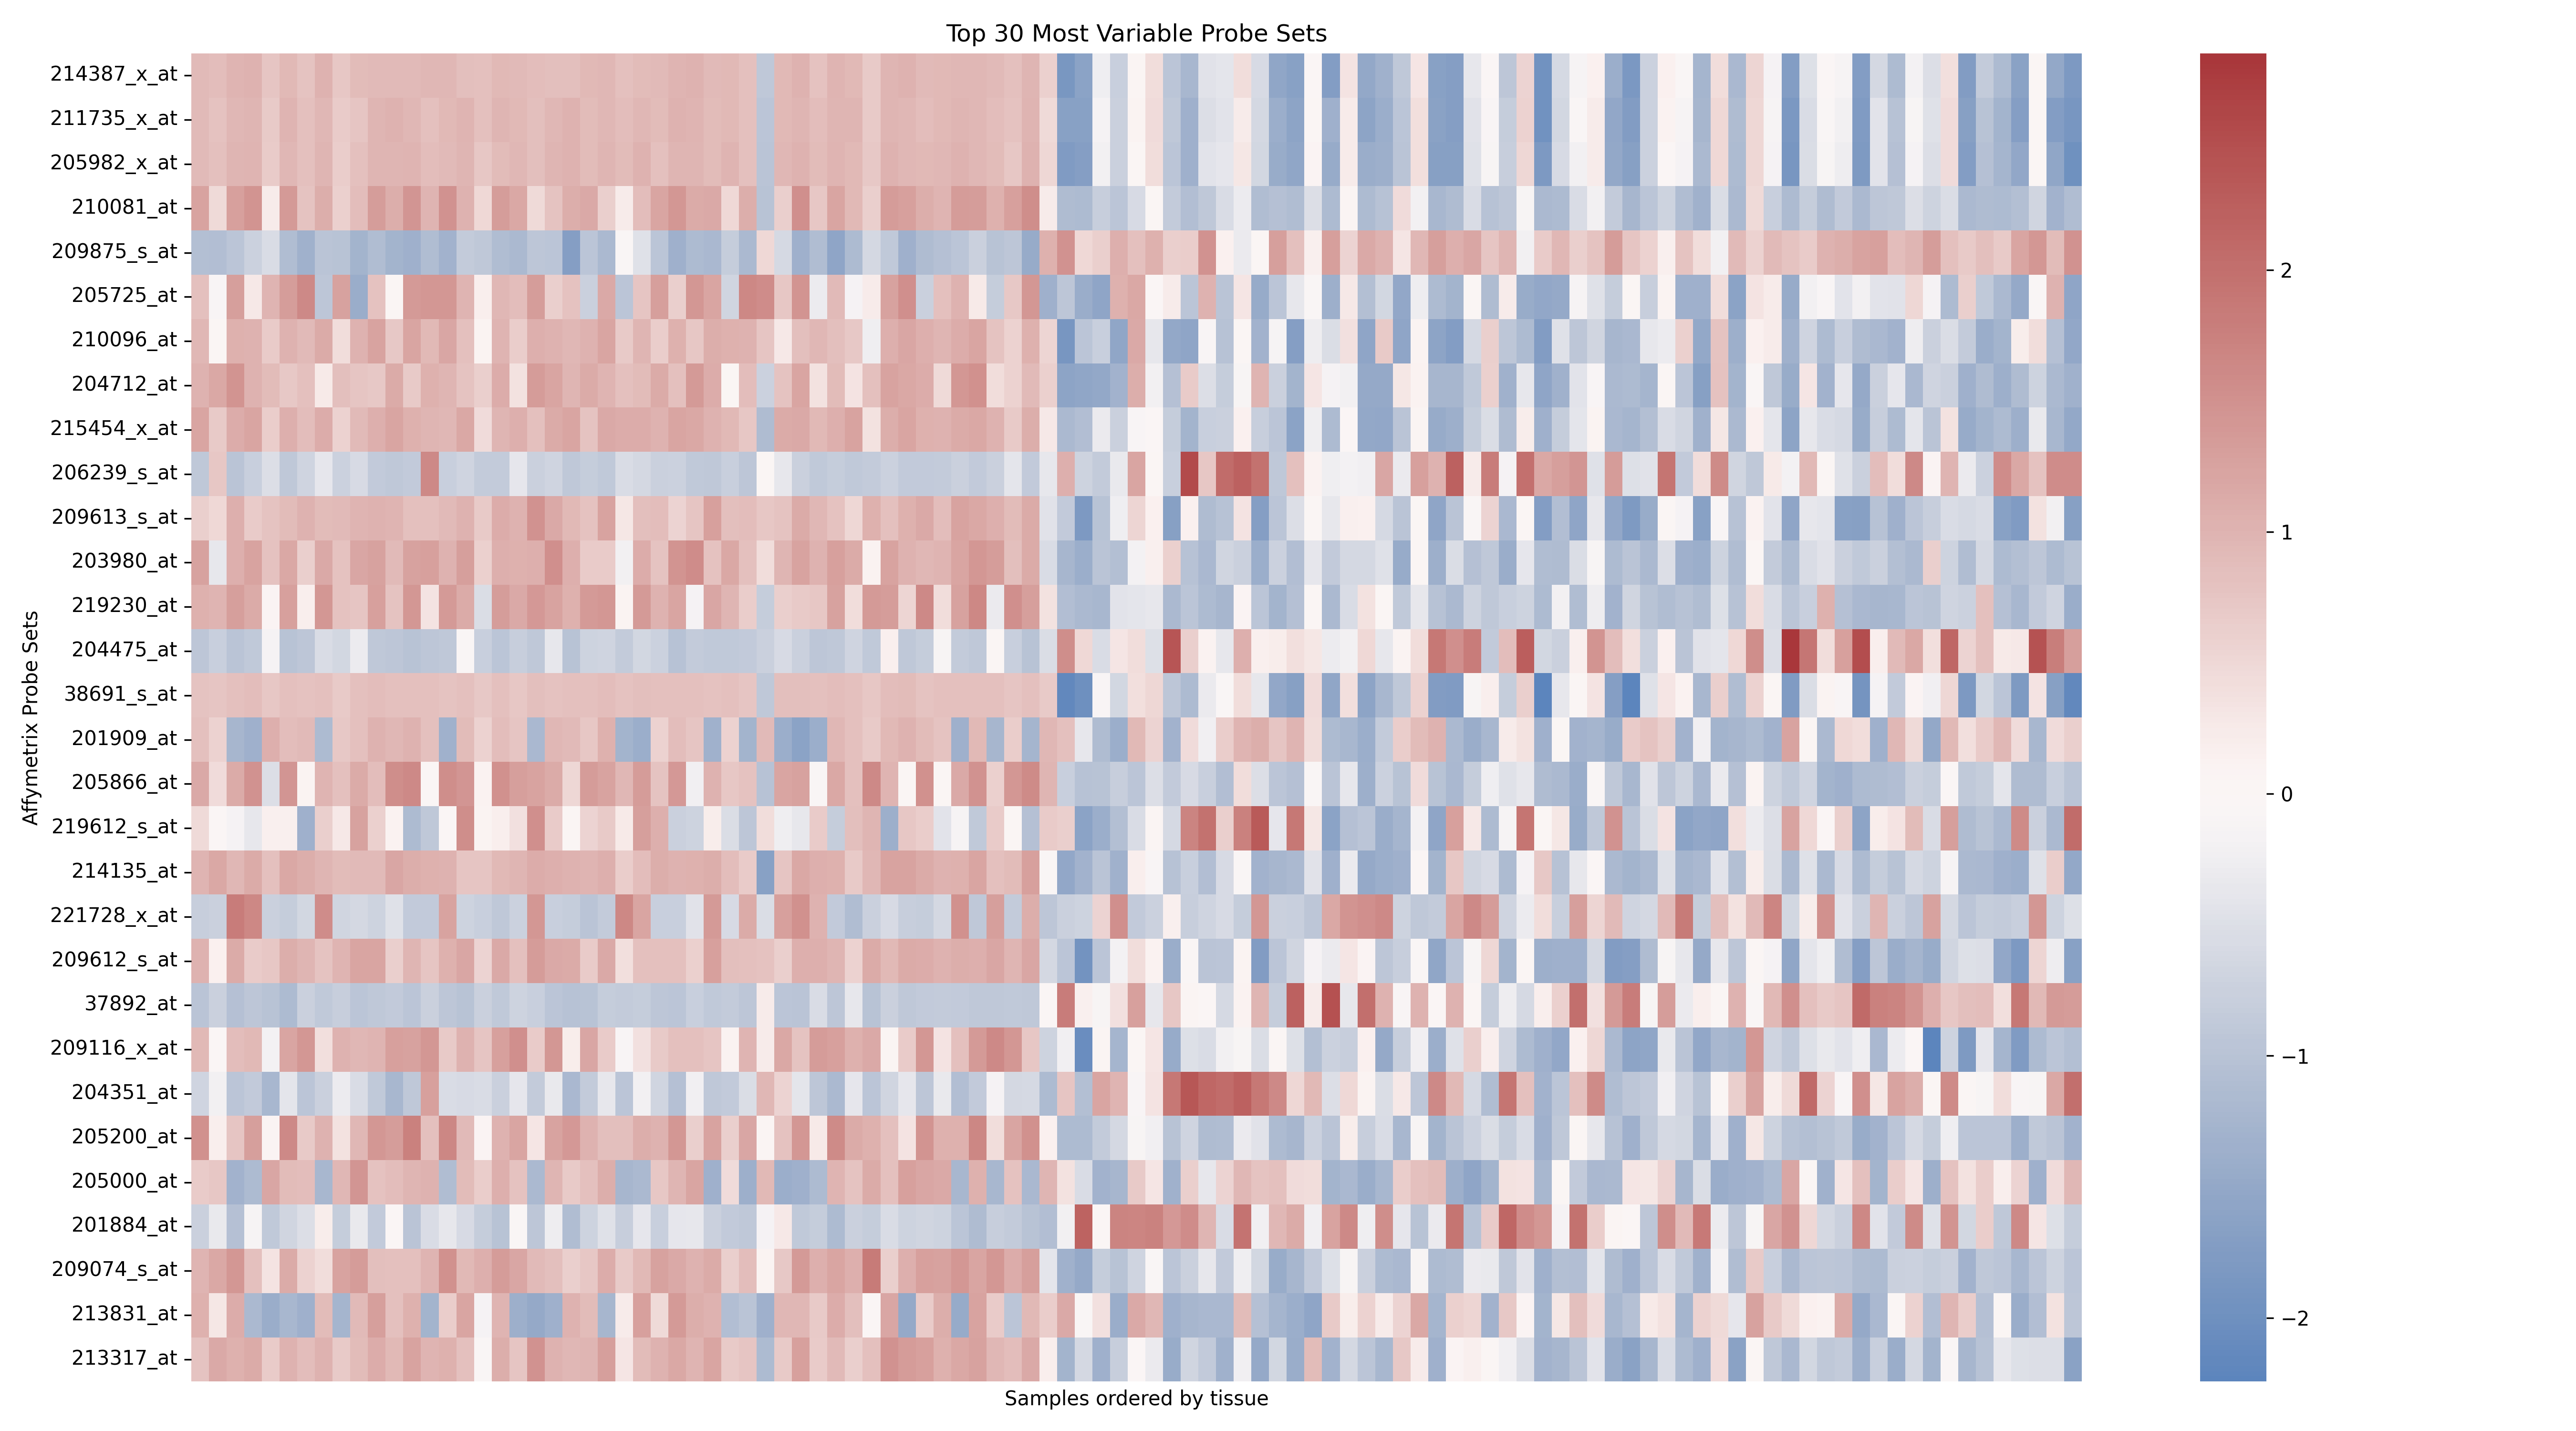 Top 30 Most Variable Probe Sets
214387_x_at
211735_x_at
205982_x_at
210081_at
209875_s_at
205725_at
210096_at
204712_at
215454_x_at
206239_s_at
209613_s_at
203980_at
219230_at
204475_at
38691_s_at
201909_at
205866_at
219612_s_at
214135_at
221728_x_at
209612_s_at
37892_at
209116_x_at
204351_at
205200_at
205000_at
201884_at
209074_s_at
213831_at
213317_at
Affymetrix Probe Sets
Samples ordered by tissue
2
1
0
−1
−2